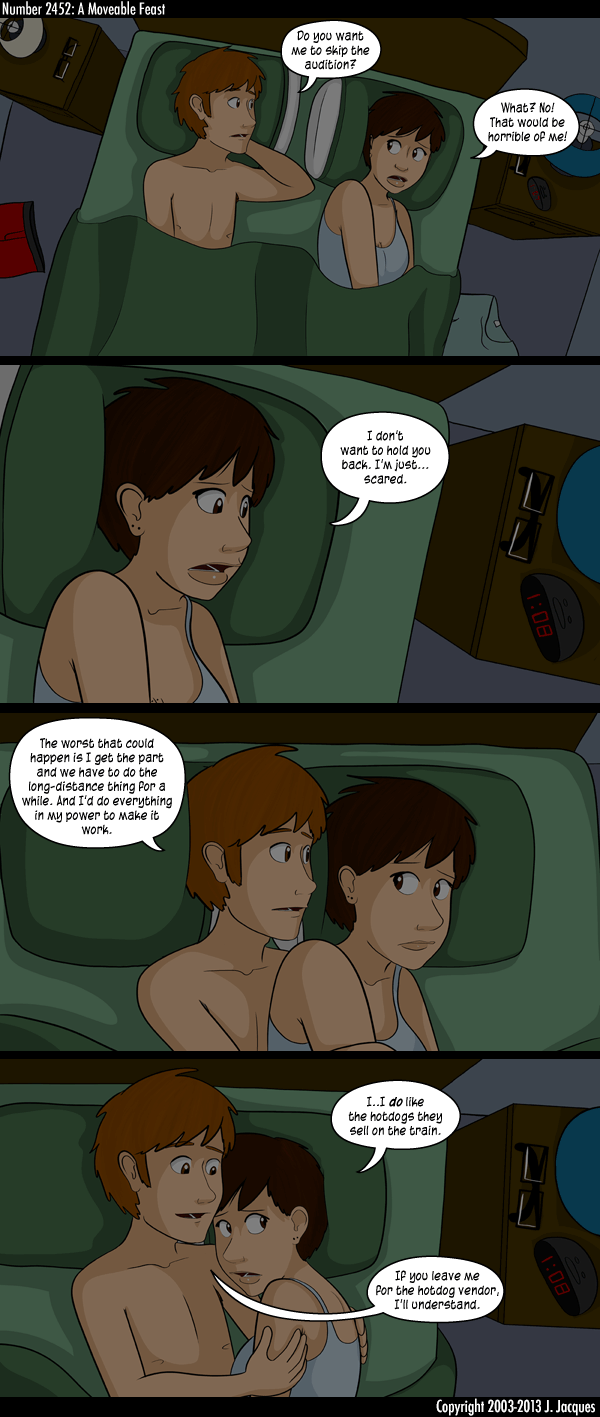 Number 2452: A Moveable Feast
Do you want
me to skip the
audition?
What? No!
That would be
horrible of me!
I don't
want to hold you
back. I'm just...
scared.
1:08
The worst that could
happen is I get the part
and we have to do the
long-distance thing for a
while. And I'd do everything
in my power to make it
work.
I..I do like
the hotdogs they
sell on the train.
1:08
If you leave me
for the hotdog vendor,
I'll understand.
Copyright 2003-2013 J. Jacques